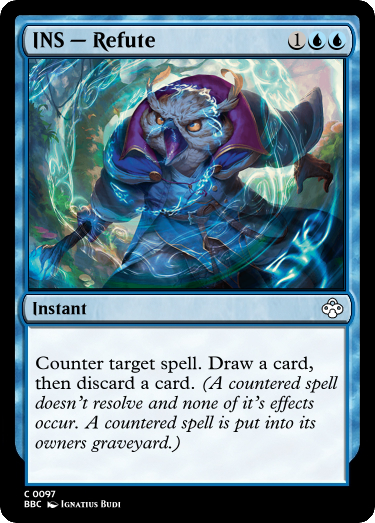 INS — Refute 1
Instant
Counter target spell. Draw a card,
then discard a card. (A countered spell
doesn't resolve and none of it's effects
occur. A countered spell is put into its
owners graveyard.)
C 0097
BBC Ignatius Budi